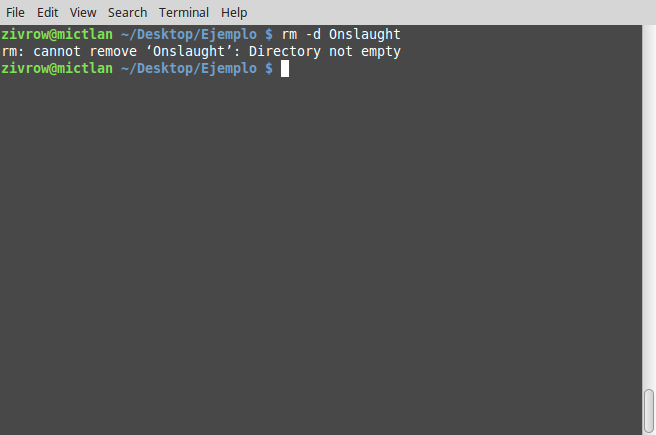 File Edit View Search Terminal Help
zivrow@mictlan ~/Desktop/Ejemplo $ rm -d Onslaught
rm: cannot remove ‘Onslaught’: Directory not empty
zivrow@mictlan ~/Desktop/Ejemplo $